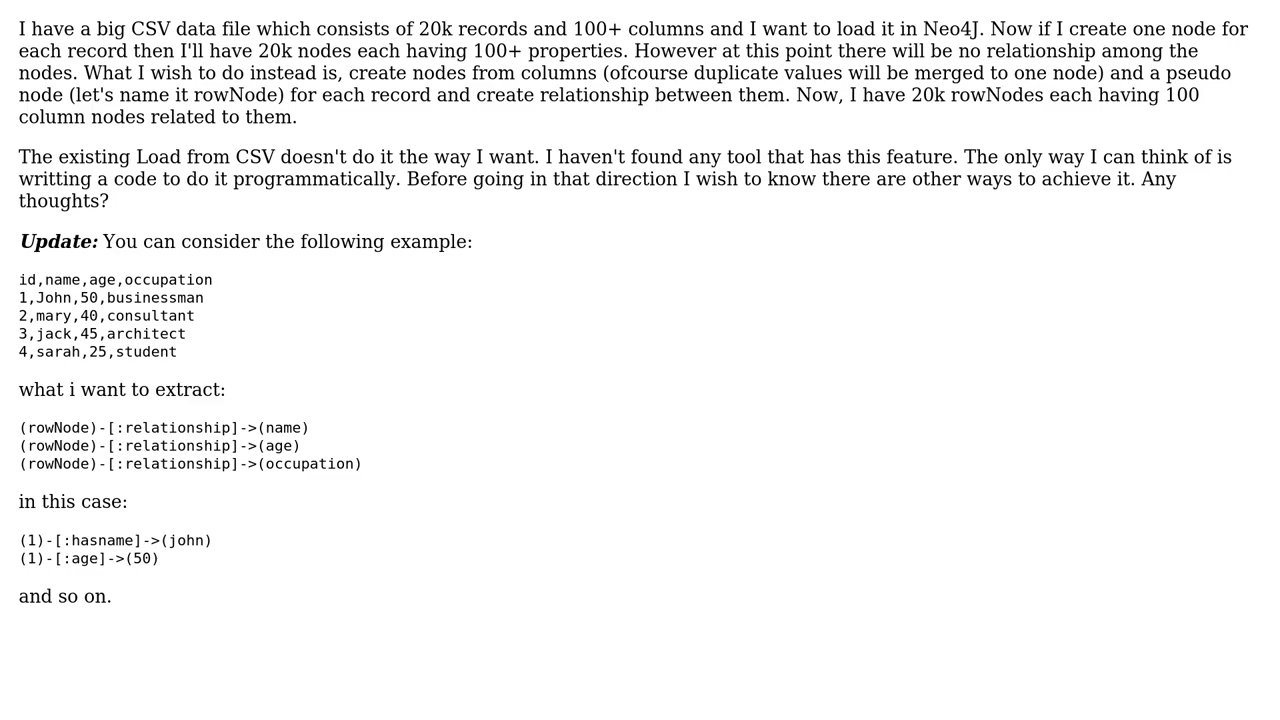 I have a big CSV data file which consists of 20k records and 100+ columns and I want to load it in Neo4J. Now if I create one node for
each record then I'll have 20k nodes each having 100+ properties. However at this point there will be no relationship among the
nodes. What I wish to do instead is, create nodes from columns (ofcourse duplicate values will be merged to one node) and a pseudo
node (let's name it rowNode) for each record and create relationship between them. Now, I have 20k rowNodes each having 100
column nodes related to them.
The existing Load from CSV doesn't do it the way I want. I haven't found any tool that has this feature. The only way I can think of is
writting a code to do it programmatically. Before going in that direction I wish to know there are other ways to achieve it. Any
thoughts?
Update: You can consider the following example:
id,name,age,occupation
1,John,50,businessman
2,mary,40,consultant
3,jack,45,architect
4,sarah,25,student
what i want to extract:
(rowNode)-[:relationship]->(name)
(rowNode)-[:relationship]->(age)
(rowNode)-[:relationship]->(occupation)
in this case:
(1)-[:hasname]->(john)
(1)-[:age]->(50)
and so on.